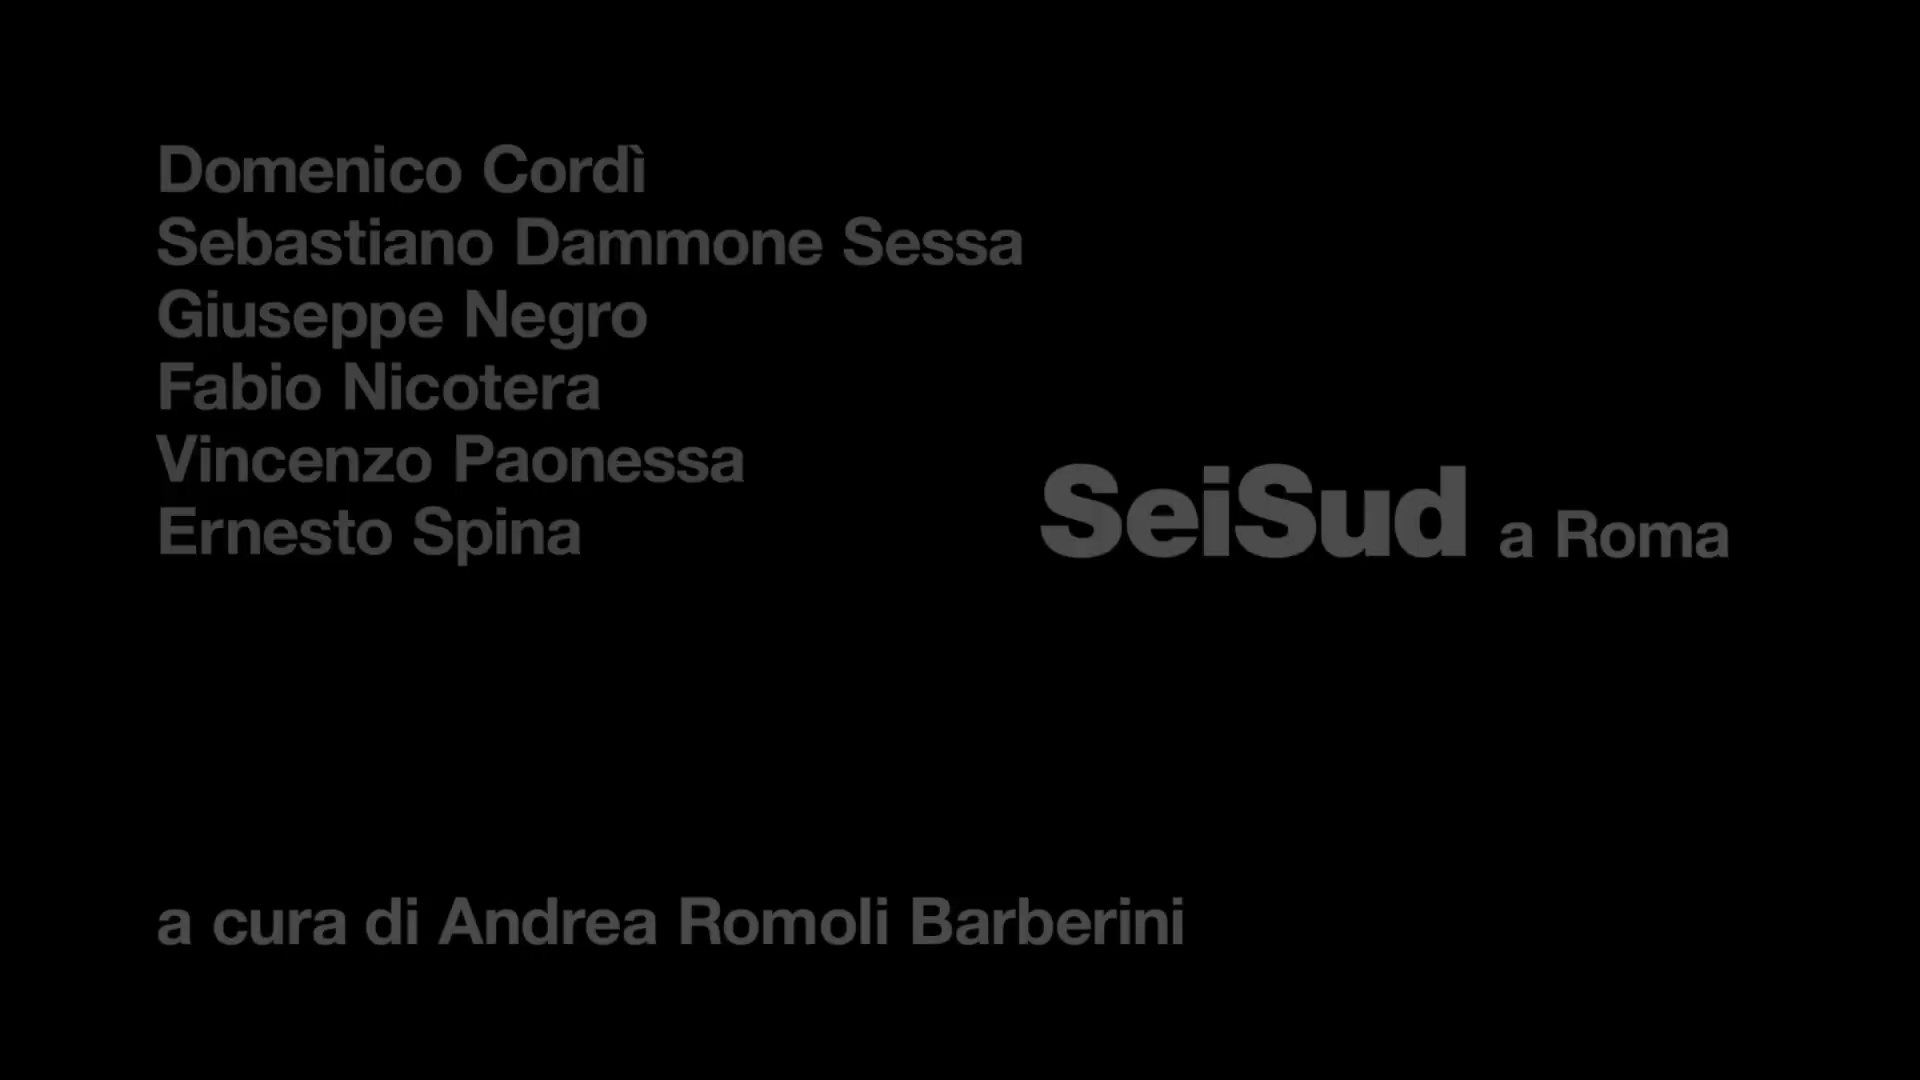 Domenico Cordì
Sebastiano Dammone Sessa
Giuseppe Negro
Fabio Nicotera
Vincenzo Paonessa
Ernesto Spina
SeiSud a Roma
a cura di Andrea Romoli Barberini